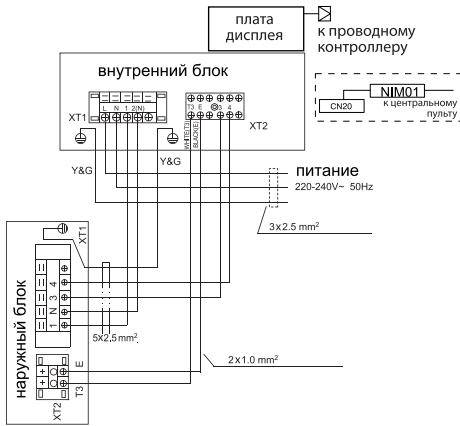 плата
дисплея
к проводному
контроллеру
внутренний блок
NIM01
CN20
к центральному
пульту
L N 1 2(N)
XT1
T3 E 3 4
XT2
WHITE(T3)
BLACK(E)
Y&G
Y&G
питание
220-240V~ 50Hz
3x2.5 mm²
XT1
наружный блок
4
3
N
1
5x2.5 mm²
2x1.0 mm²
E
T3
XT2